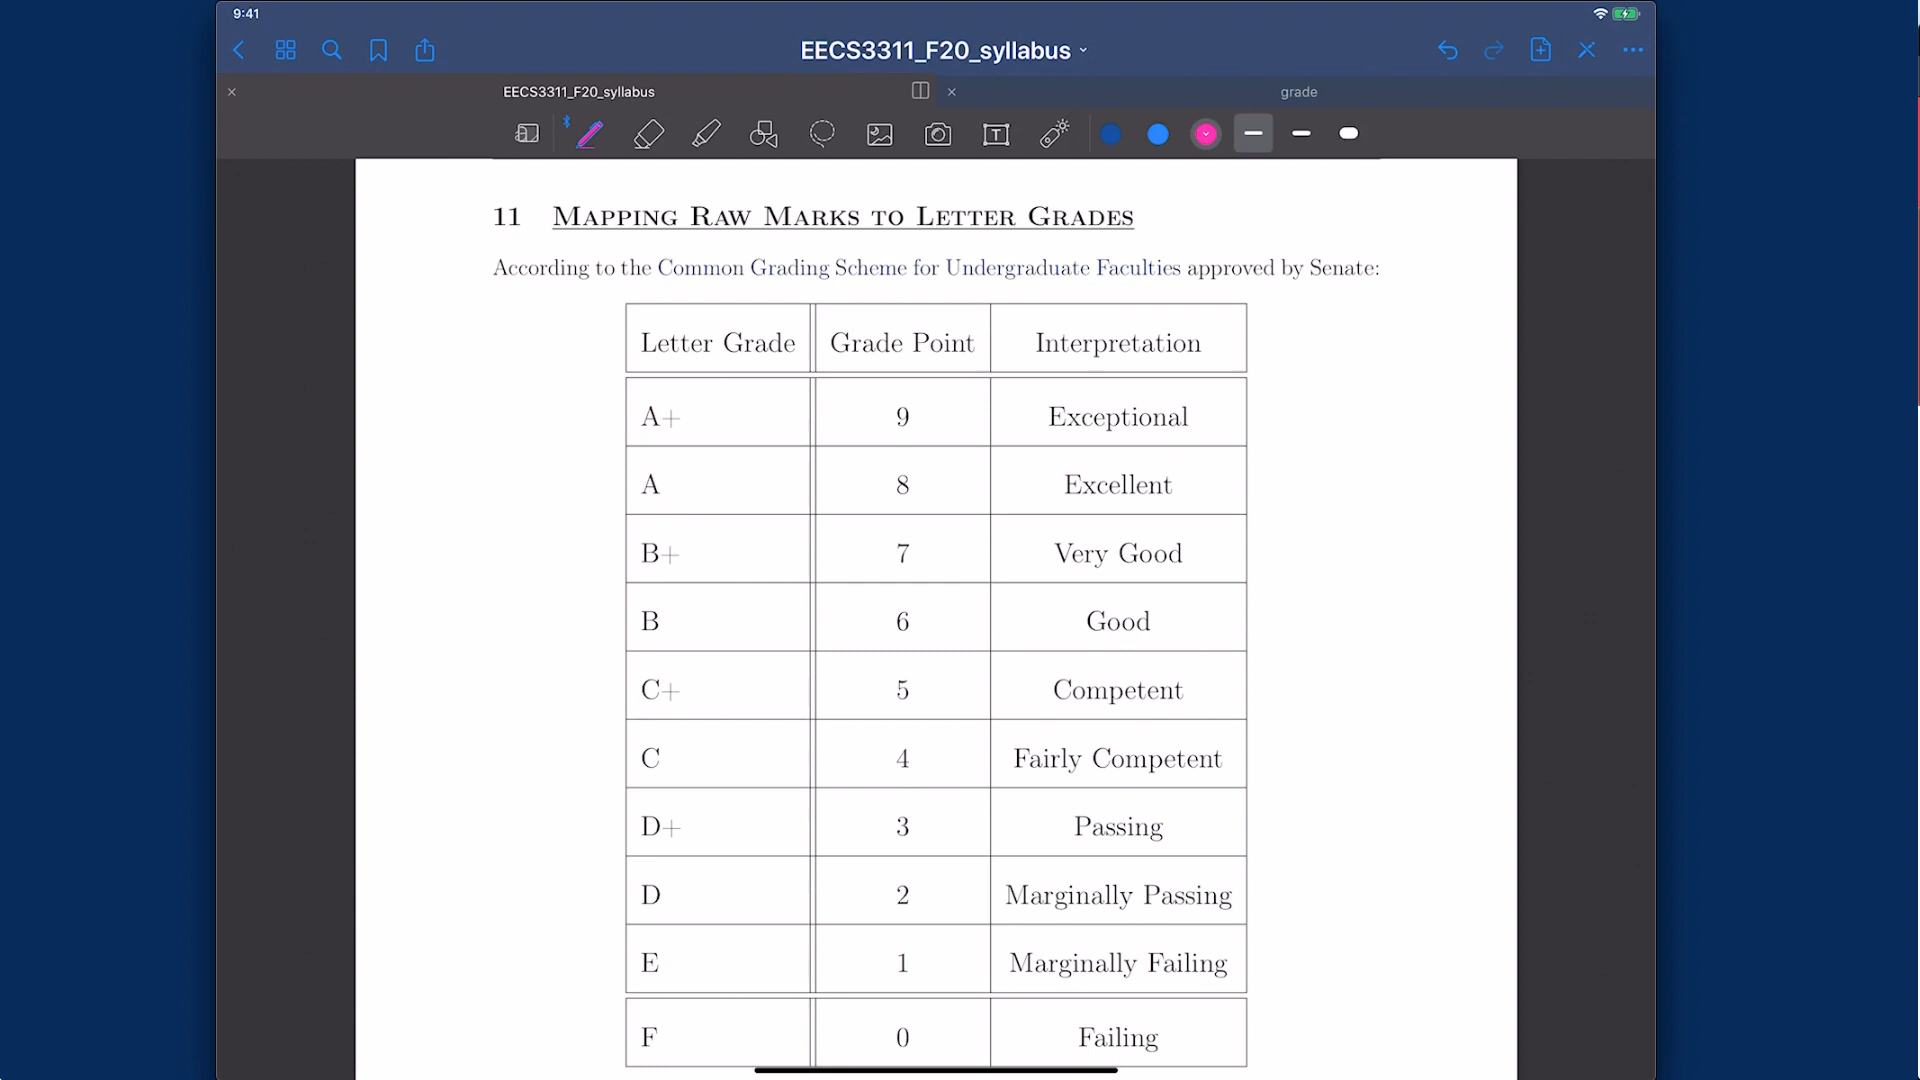 9:41
EECS3311_F20_syllabus
EECS3311_F20_syllabus
grade
11 Mapping Raw Marks to Letter Grades
According to the Common Grading Scheme for Undergraduate Faculties approved by Senate:
Letter Grade Grade Point Interpretation
A+ 9 Exceptional
A 8 Excellent
B+ 7 Very Good
B 6 Good
C+ 5 Competent
C 4 Fairly Competent
D+ 3 Passing
D 2 Marginally Passing
E 1 Marginally Failing
F 0 Failing